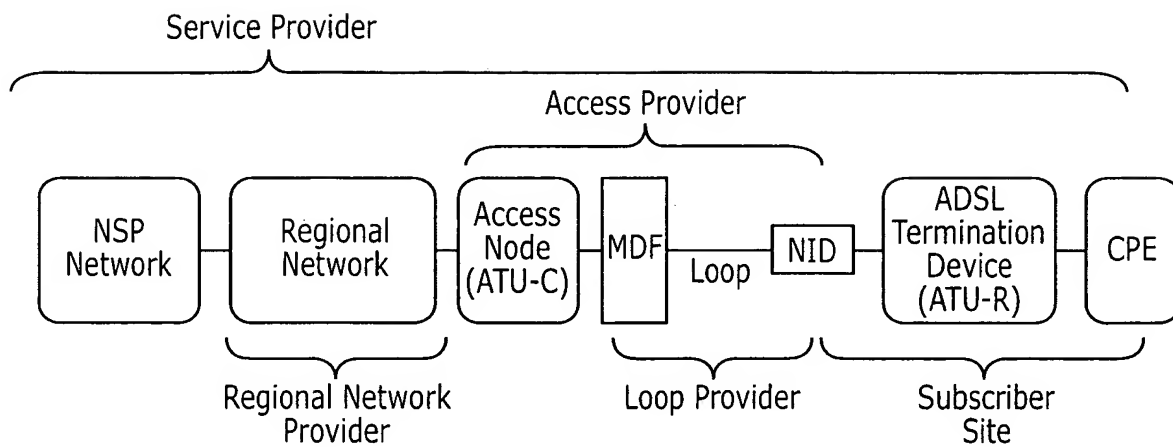 Service Provider
Access Provider
NSP
Network
Regional
Network
Access
Node
(ATU-C)
MDF
Loop
NID
ADSL
Termination
Device
(ATU-R)
CPE
Regional Network
Provider
Loop Provider
Subscriber
Site